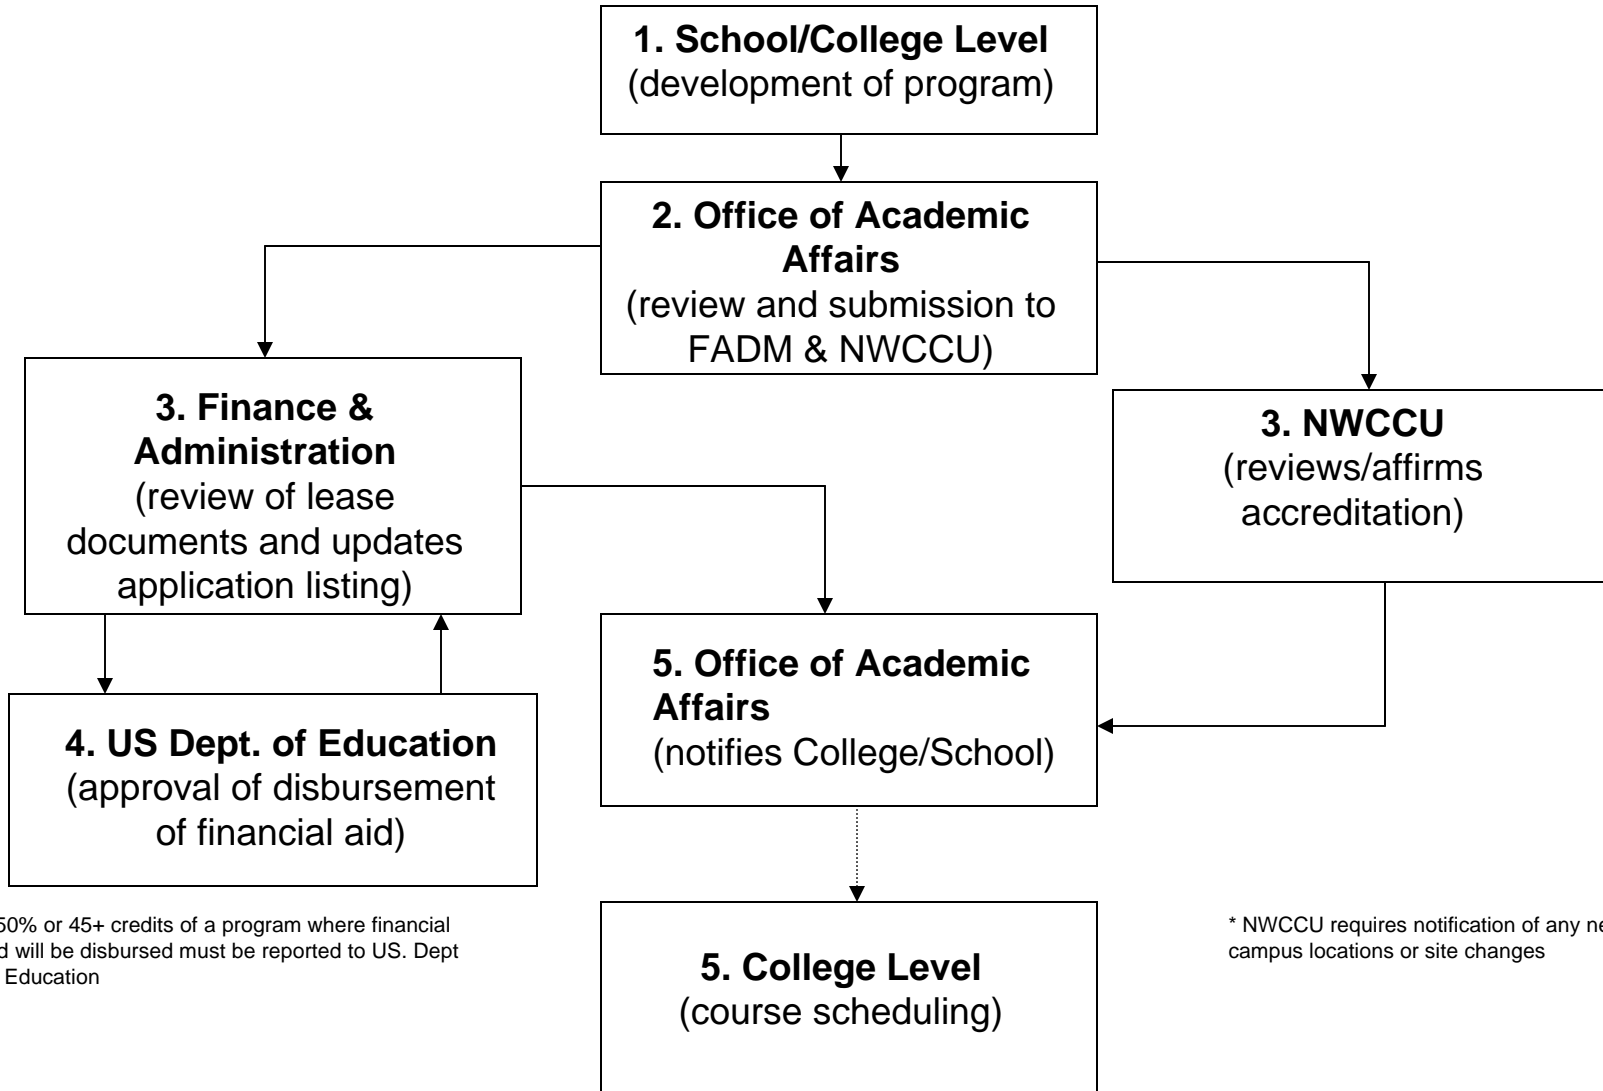 1. School/College Level
(development of program)
2. Office of Academic
Affairs
(review and submission to
FADM & NWCCU)
3. Finance &
Administration
(review of lease
documents and updates
application listing)
3. NWCCU
(reviews/affirms
accreditation)
4. US Dept. of Education
(approval of disbursement
of financial aid)
5. Office of Academic
Affairs
(notifies College/School)
50% or 45+ credits of a program where financial
will be disbursed must be reported to US. Dept
Education
* NWCCU requires notification of any
campus locations or site changes
5. College Level
(course scheduling)